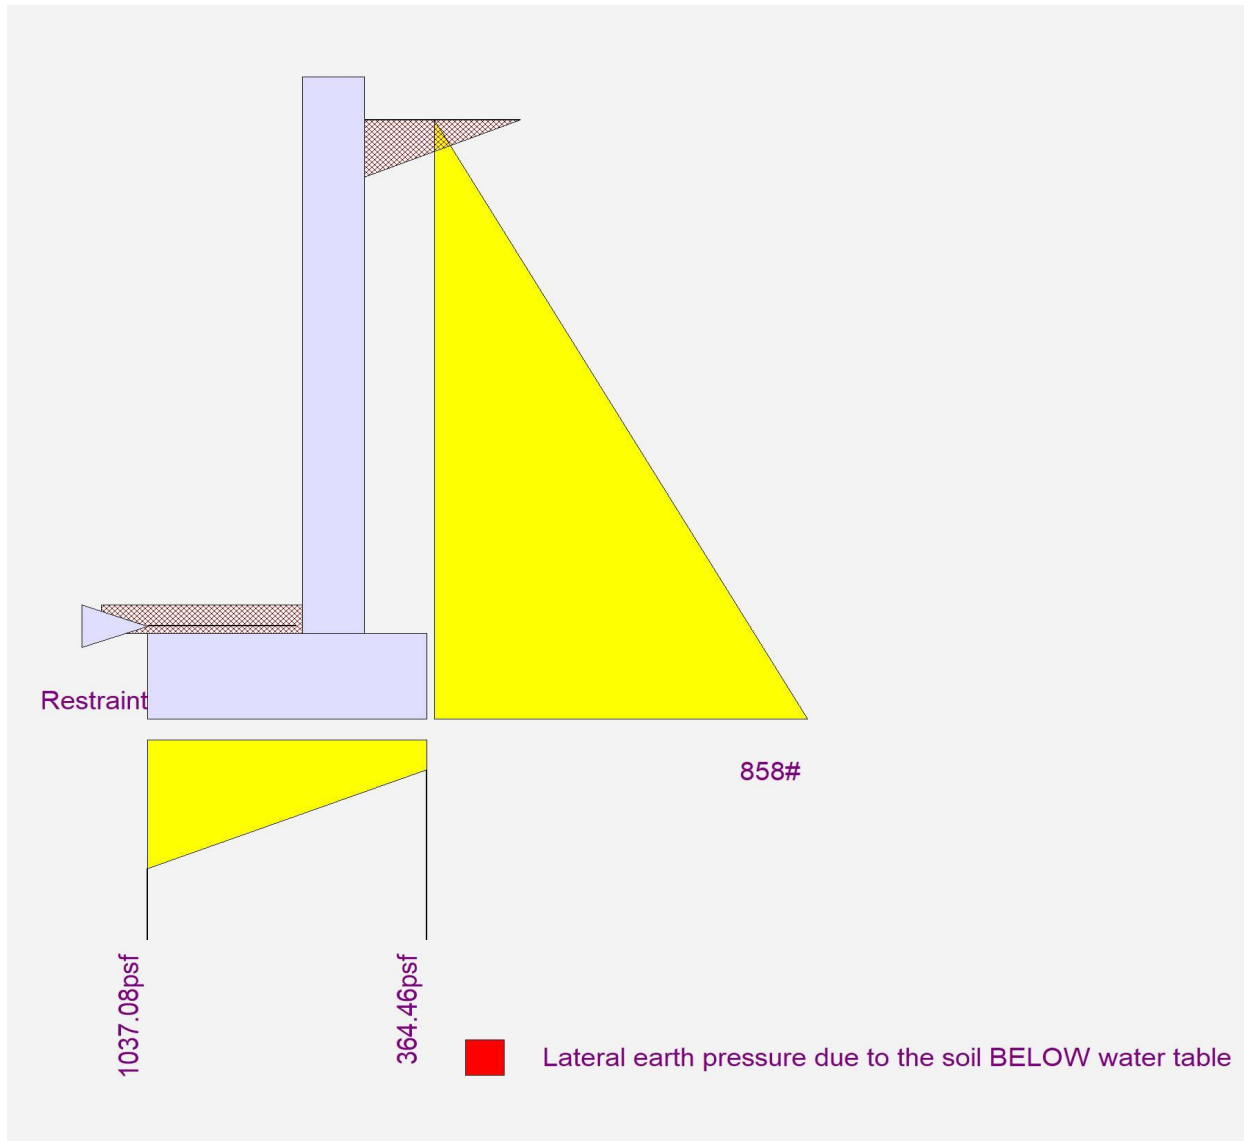 Restraint
858#
1037.08psf
364.46psf
Lateral earth pressure due to the soil BELOW water table